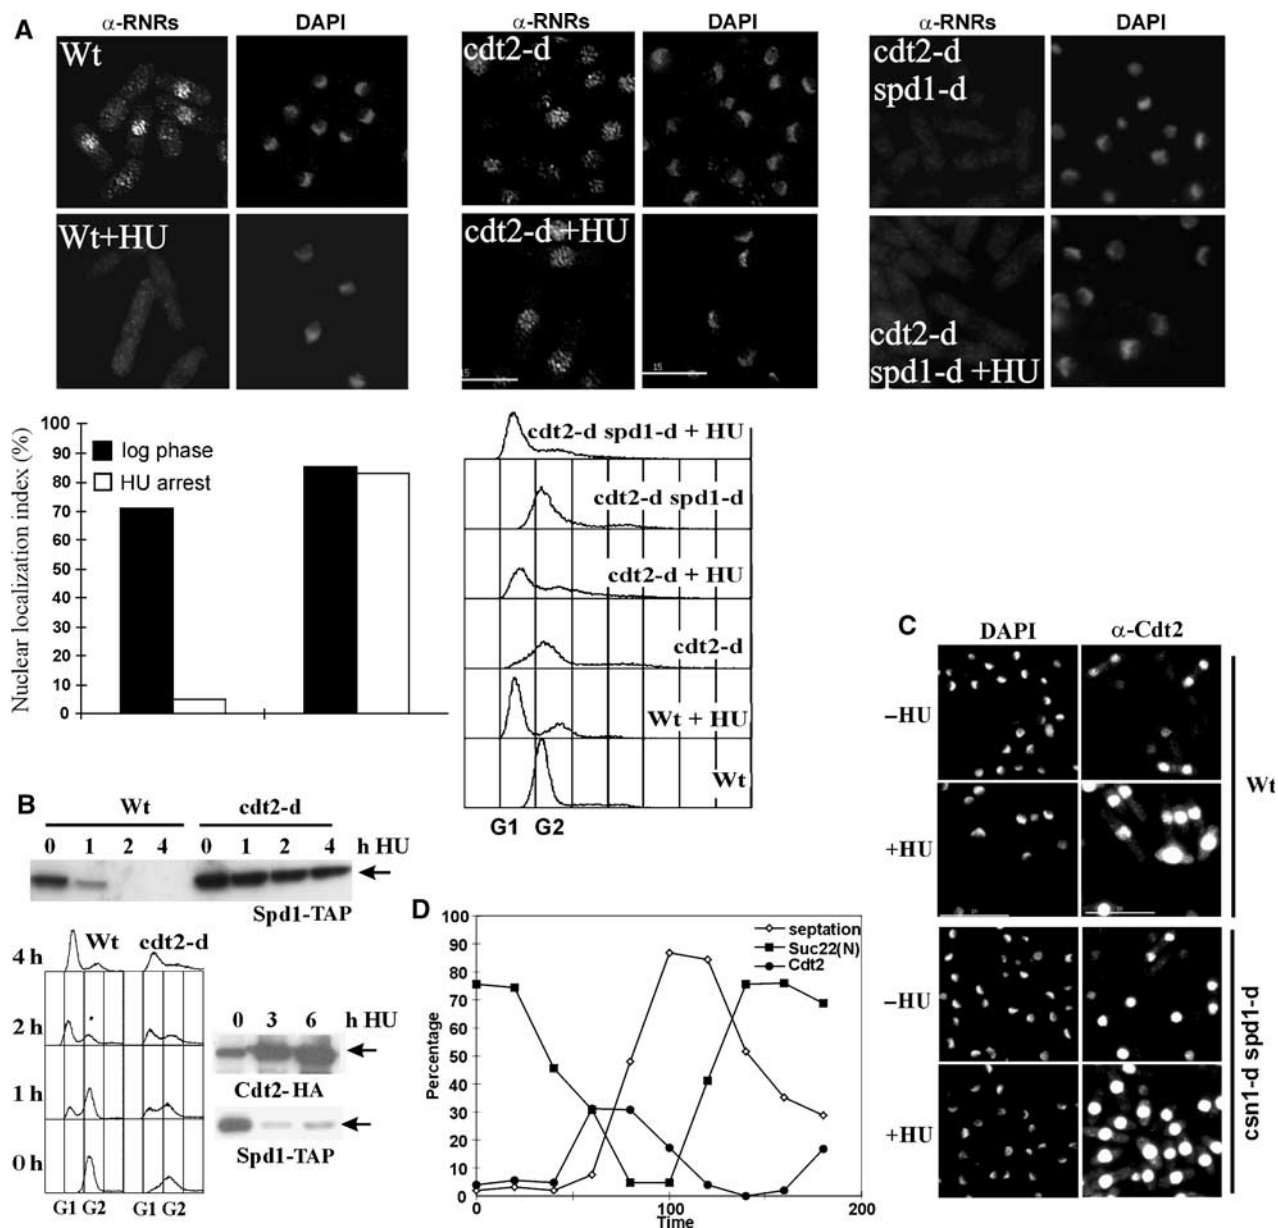 A
α-RNRs DAPI α-RNRs DAPI α-RNRs DAPI
Wt
cdt2-d
cdt2-d
spd1-d
Wt+HU
cdt2-d +HU
15
15
cdt2-d
spd1-d +HU
Nuclear localization index (%)
100
90
80
70
60
50
40
30
20
10
0
log phase
HU arrest
cdt2-d spd1-d + HU
cdt2-d spd1-d
cdt2-d + HU
cdt2-d
Wt + HU
Wt
G1 G2
B
Wt cdt2-d
0 1 2 4 0 1 2 4 h HU
Spd1-TAP
Wt cdt2-d
4 h
2 h
1 h
0 h
G1 G2 G1 G2
0 3 6 h HU
Cdt2-HA
Spd1-TAP
C
DAPI α-Cdt2
–HU
+HU
Wt
–HU
+HU
csn1-d spd1-d
D
Percentage
100
90
80
70
60
50
40
30
20
10
0
septation
Suc22(N)
Cdt2
0 100 200
Time